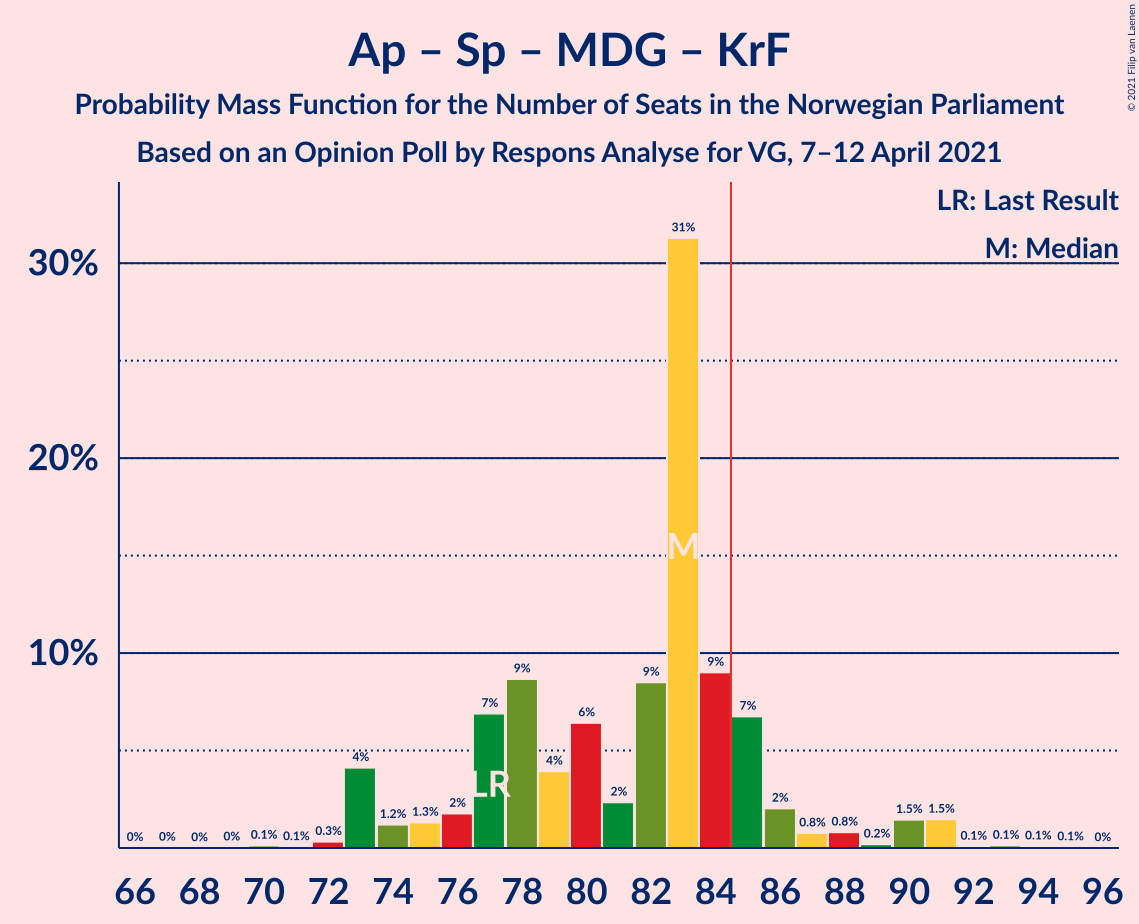 Ap – Sp – MDG – KrF
Probability Mass Function for the Number of Seats in the Norwegian Parliament
Based on an Opinion Poll by Respons Analyse for VG, 7–12 April 2021
© 2021 Filip van Laenen
LR: Last Result
M: Median
30%
20%
10%
0% 0% 0% 0% 0.1% 0.1% 0.3% 4% 1.2% 1.3% 2% 7% 9% 4% 6% 2% 9% 31% 9% 7% 2% 0.8% 0.8% 0.2% 1.5% 1.5% 0.1% 0.1% 0.1% 0.1% 0%
LR
M
66 68 70 72 74 76 78 80 82 84 86 88 90 92 94 96